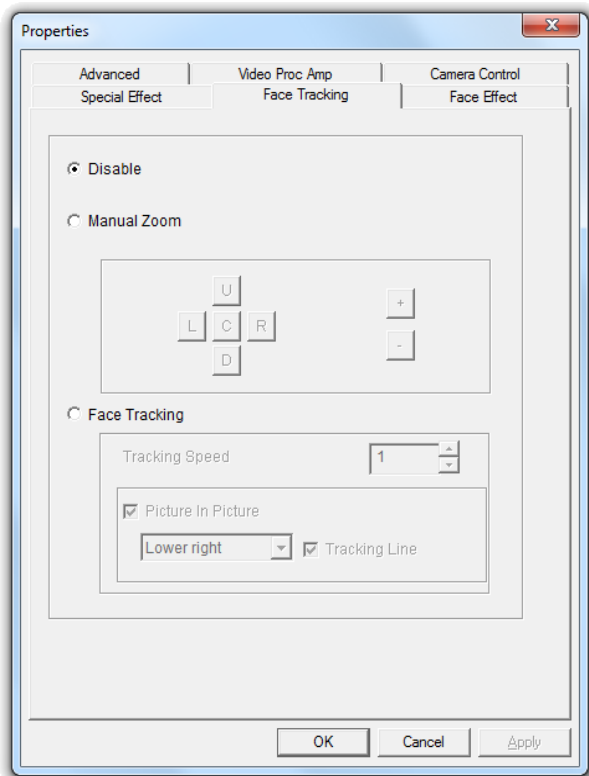 Properties
Advanced Video Proc Amp Camera Control
Special Effect Face Tracking Face Effect
Disable
Manual Zoom
U
L C R
D
+
-
Face Tracking
Tracking Speed 1
Picture In Picture
Lower right Tracking Line
OK Cancel Apply